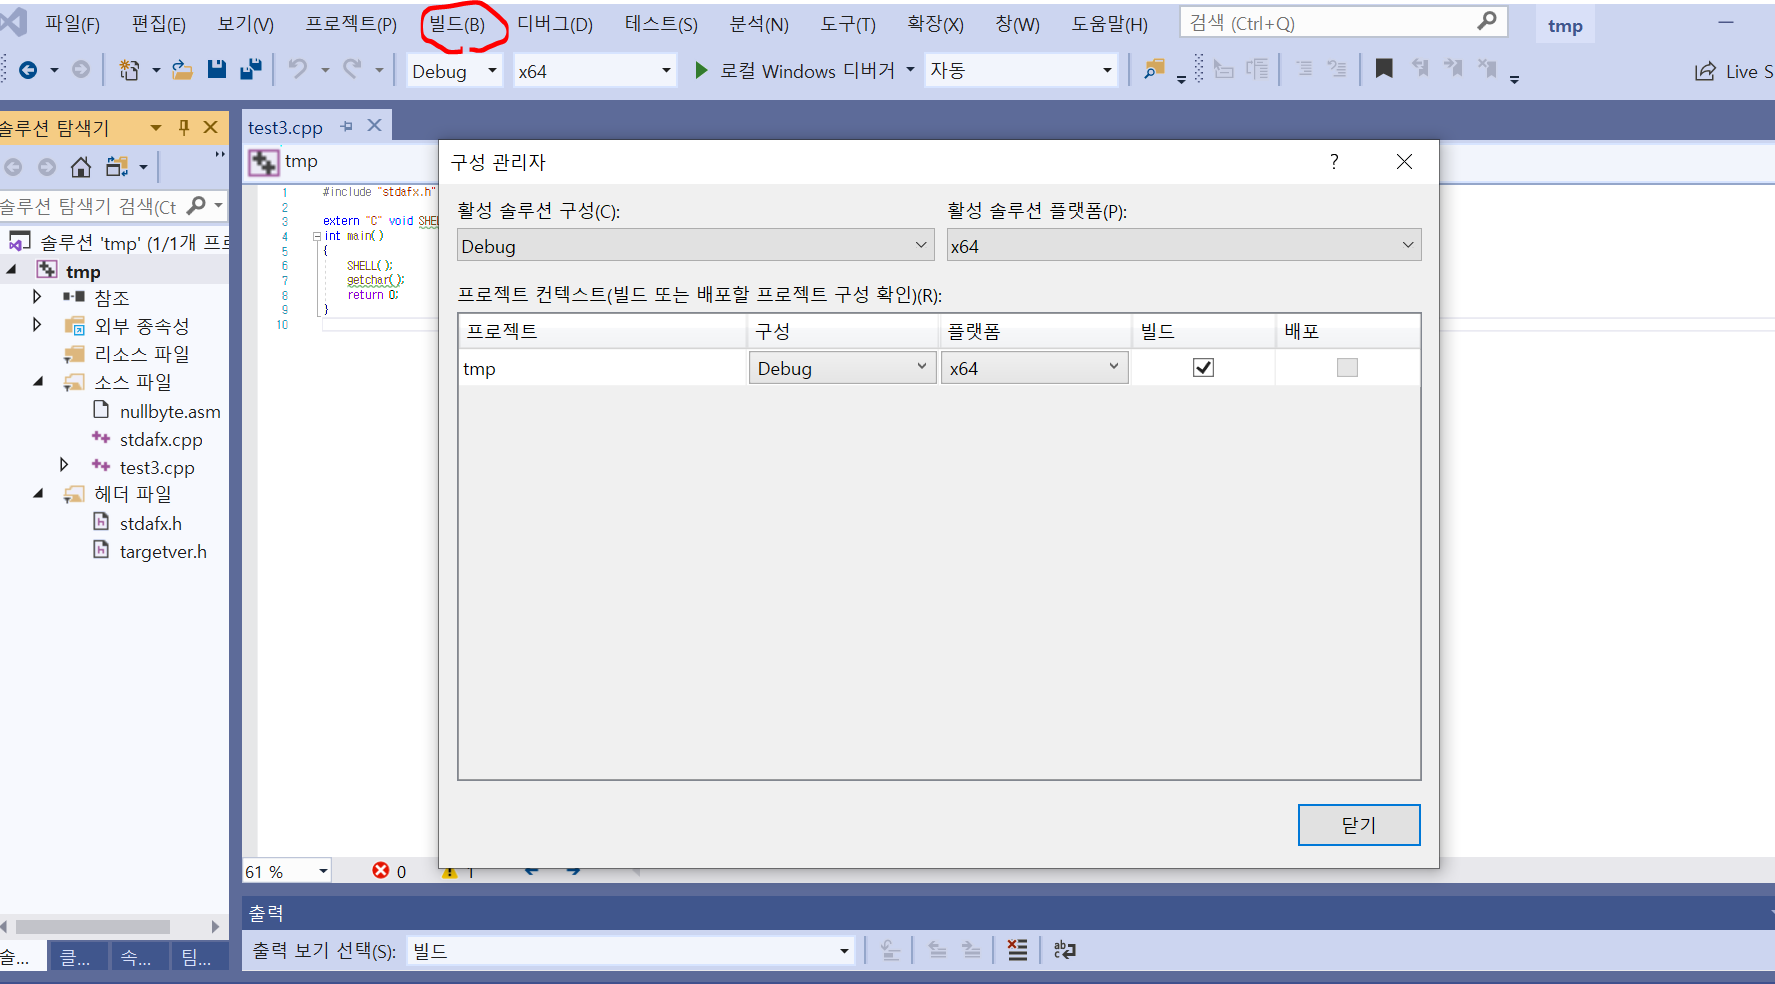 파일(F) 편집(E) 보기(V) 프로젝트(P) 빌드(B) 디버그(D) 테스트(S) 분석(N) 도구(T) 확장(X) 창(W) 도움말(H) 검색 (Ctrl+Q) tmp
Debug x64 로컬 Windows 디버거 자동 Live S
솔루션 탐색기
솔루션 탐색기 검색(Ct
솔루션 'tmp' (1/1개 프로
tmp
참조
외부 종속성
리소스 파일
소스 파일
nullbyte.asm
stdafx.cpp
test3.cpp
헤더 파일
stdafx.h
targetver.h
솔... 클... 속... 팀...
test3.cpp
tmp
1 #include "stdafx.h"
2
3 extern "C" void SHEL
4 int main()
5 {
6 SHELL();
7 getchar();
8 return 0;
9 }
10
구성 관리자 ?
활성 솔루션 구성(C): 활성 솔루션 플랫폼(P):
Debug x64
프로젝트 컨텍스트(빌드 또는 배포할 프로젝트 구성 확인)(R):
프로젝트 구성 플랫폼 빌드 배포
tmp Debug x64
닫기
61 % 0 1
출력
출력 보기 선택(S): 빌드